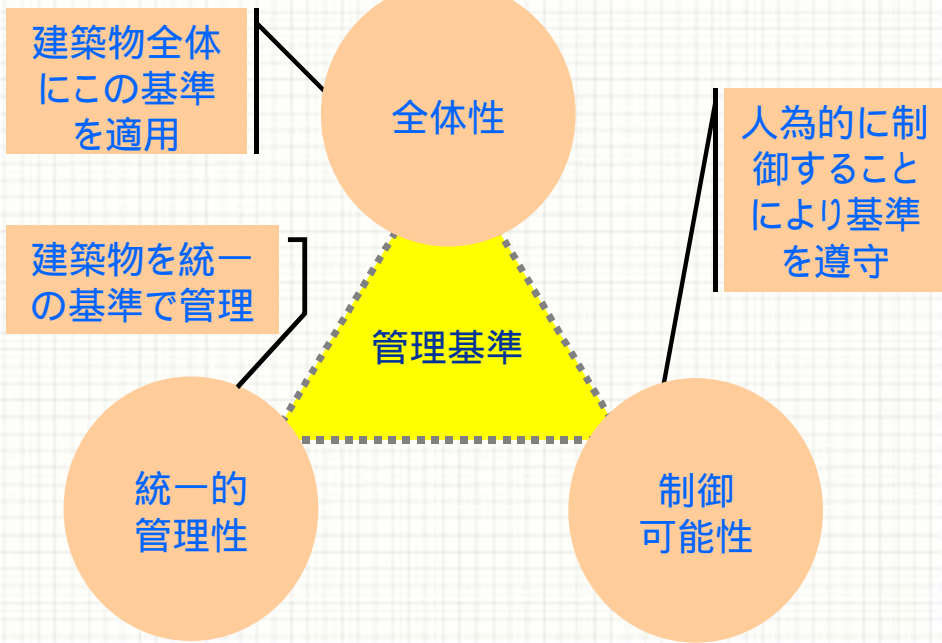 建築物全体
にこの基準
を適用
全体性
人為的に制
御すること
により基準
を遵守
建築物を統一
の基準で管理
管理基準
統一的
管理性
制御
可能性